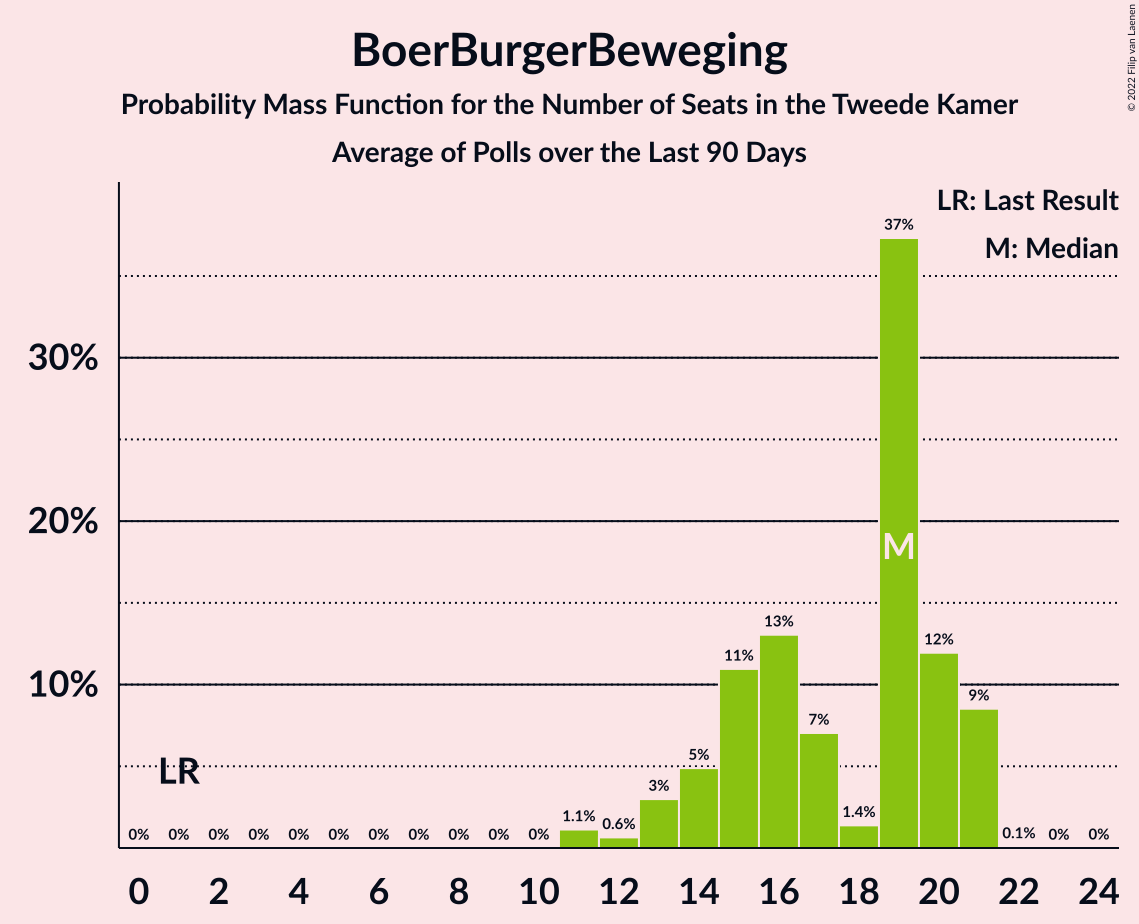 BoerBurgerBeweging
Probability Mass Function for the Number of Seats in the Tweede Kamer
Average of Polls over the Last 90 Days
© 2022 Filip van Laenen
LR: Last Result
M: Median
37%
30%
20%
M
13%
12%
11%
10%
9%
7%
5%
LR
3%
1.4%
1.1%
0.6%
0% 0% 0% 0% 0% 0% 0% 0% 0% 0% 0% 0.1% 0% 0%
0 2 4 6 8 10 12 14 16 18 20 22 24